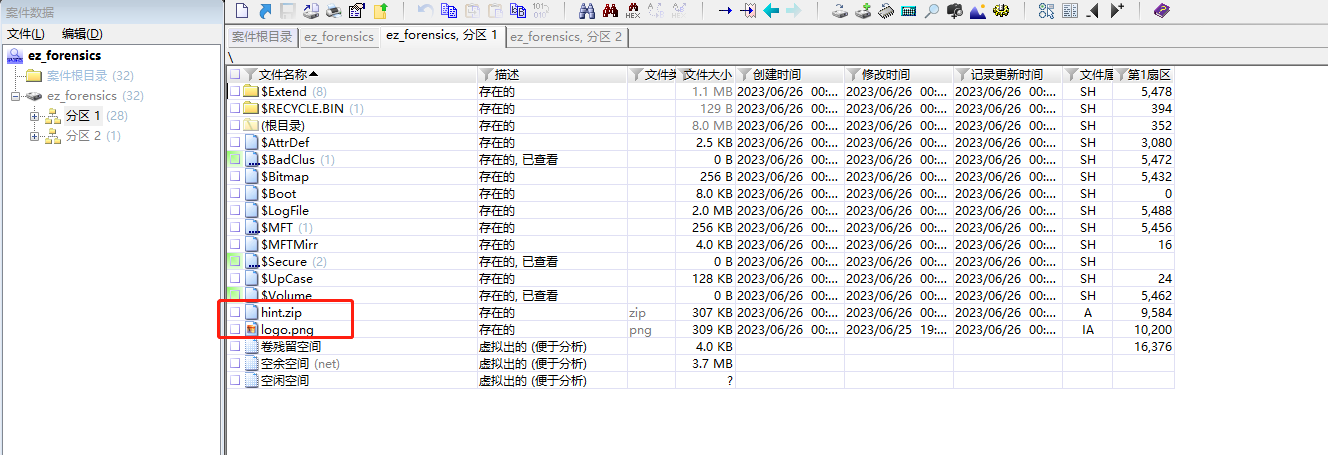 案件数据
文件(L) 编辑(D)
ez_forensics
案件根目录 (32)
ez_forensics (32)
分区 1 (28)
分区 2 (1)
案件根目录 ez_forensics ez_forensics, 分区 1 ez_forensics, 分区 2
\
文件名称 描述 文件类 文件大小 创建时间 修改时间 记录更新时间 文件属 第1扇区
$Extend (8) 存在的 1.1 MB 2023/06/26 00:... 2023/06/26 00:... 2023/06/26 00:... SH 5,478
$RECYCLE.BIN (1) 存在的 129 B 2023/06/26 00:... 2023/06/26 00:... 2023/06/26 00:... SH 394
(根目录) 存在的 8.0 MB 2023/06/26 00:... 2023/06/26 00:... 2023/06/26 00:... SH 352
$AttrDef 存在的 2.5 KB 2023/06/26 00:... 2023/06/26 00:... 2023/06/26 00:... SH 3,080
$BadClus (1) 存在的, 已查看 0 B 2023/06/26 00:... 2023/06/26 00:... 2023/06/26 00:... SH 5,472
$Bitmap 存在的 256 B 2023/06/26 00:... 2023/06/26 00:... 2023/06/26 00:... SH 5,432
$Boot 存在的 8.0 KB 2023/06/26 00:... 2023/06/26 00:... 2023/06/26 00:... SH 0
$LogFile 存在的 2.0 MB 2023/06/26 00:... 2023/06/26 00:... 2023/06/26 00:... SH 5,488
$MFT (1) 存在的 256 KB 2023/06/26 00:... 2023/06/26 00:... 2023/06/26 00:... SH 5,456
$MFTMirr 存在的 4.0 KB 2023/06/26 00:... 2023/06/26 00:... 2023/06/26 00:... SH 16
$Secure (2) 存在的, 已查看 0 B 2023/06/26 00:... 2023/06/26 00:... 2023/06/26 00:... SH
$UpCase 存在的 128 KB 2023/06/26 00:... 2023/06/26 00:... 2023/06/26 00:... SH 24
$Volume 存在的, 已查看 0 B 2023/06/26 00:... 2023/06/26 00:... 2023/06/26 00:... SH 5,462
hint.zip 存在的 zip 307 KB 2023/06/26 00:... 2023/06/26 00:... 2023/06/26 00:... A 9,584
logo.png 存在的 png 309 KB 2023/06/26 00:... 2023/06/25 19:... 2023/06/26 00:... IA 10,200
卷残留空间 虚拟出的 (便于分析) 4.0 KB 16,376
空余空间 (net) 虚拟出的 (便于分析) 3.7 MB
空闲空间 虚拟出的 (便于分析) ?